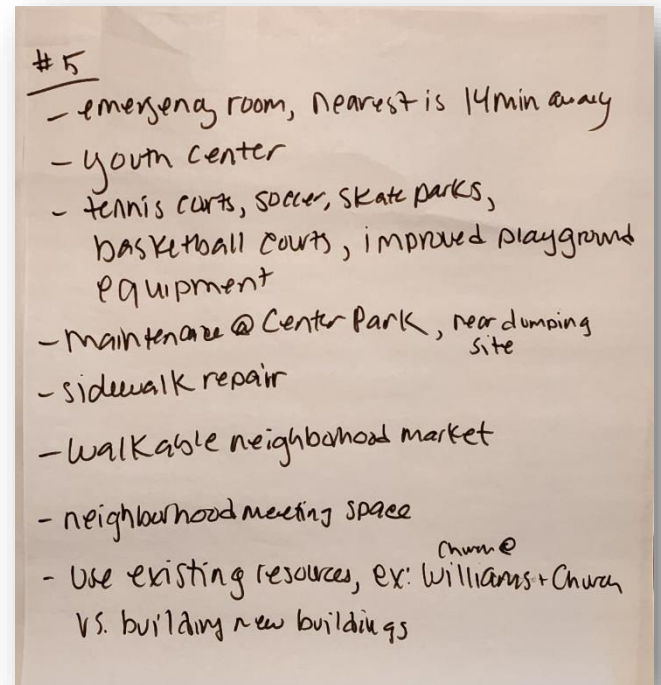 #5
- emergency room, nearest is 14min away
- youth center
- tennis curts, soccer, skate parks,
basketball courts, improved playground
equipment
- maintenance @ Center Park, near dumping
site
- sidewalk repair
- walkable neighborhood market
- neighbourhood meeting space
- Use existing resources, ex: Church @ Williams + Church
vs. building new buildings